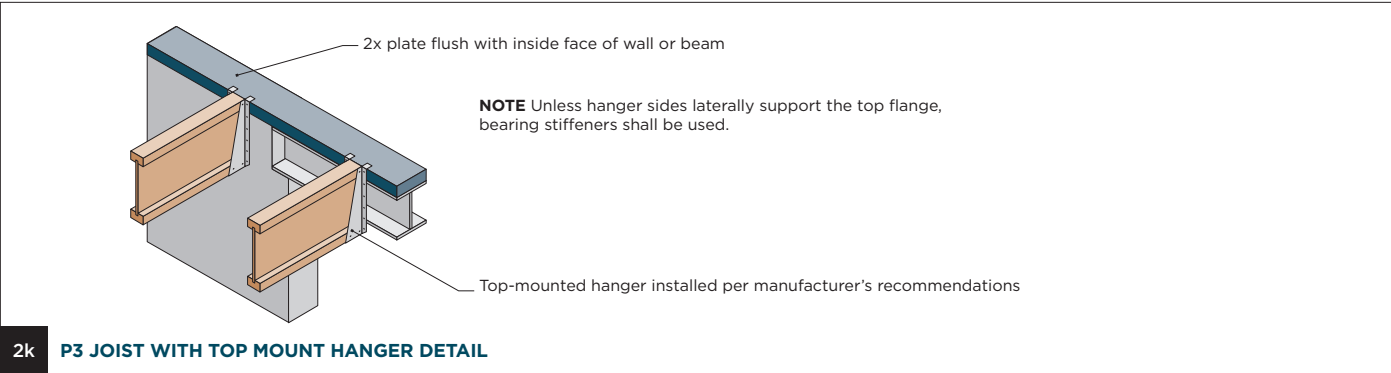 2x plate flush with inside face of wall or beam
NOTE Unless hanger sides laterally support the top flange,
bearing stiffeners shall be used.
Top-mounted hanger installed per manufacturer’s recommendations
2k P3 JOIST WITH TOP MOUNT HANGER DETAIL